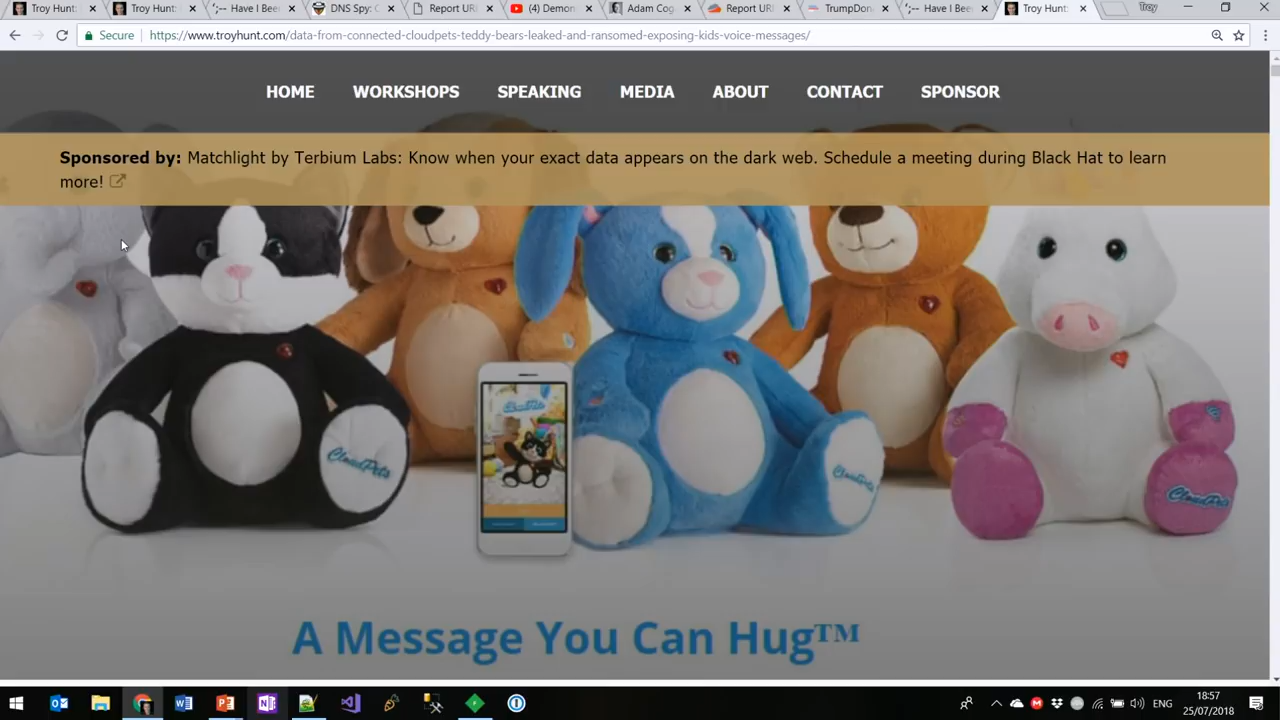 Troy Hunt:
Troy Hunt:
';-- Have I Bee
DNS Spy: C
Report URI
(4) Demon
Adam Cog
Report URI
TrumpDon
';-- Have I Bee
Troy Hunt:
Troy
Secure
https://www.troyhunt.com/data-from-connected-cloudpets-teddy-bears-leaked-and-ransomed-exposing-kids-voice-messages/
HOME WORKSHOPS SPEAKING MEDIA ABOUT CONTACT SPONSOR
Sponsored by: Matchlight by Terbium Labs: Know when your exact data appears on the dark web. Schedule a meeting during Black Hat to learn
more!
CloudPets
CloudPets
CloudPets
CloudPets
A Message You Can Hug™
ENG
18:57
25/07/2018